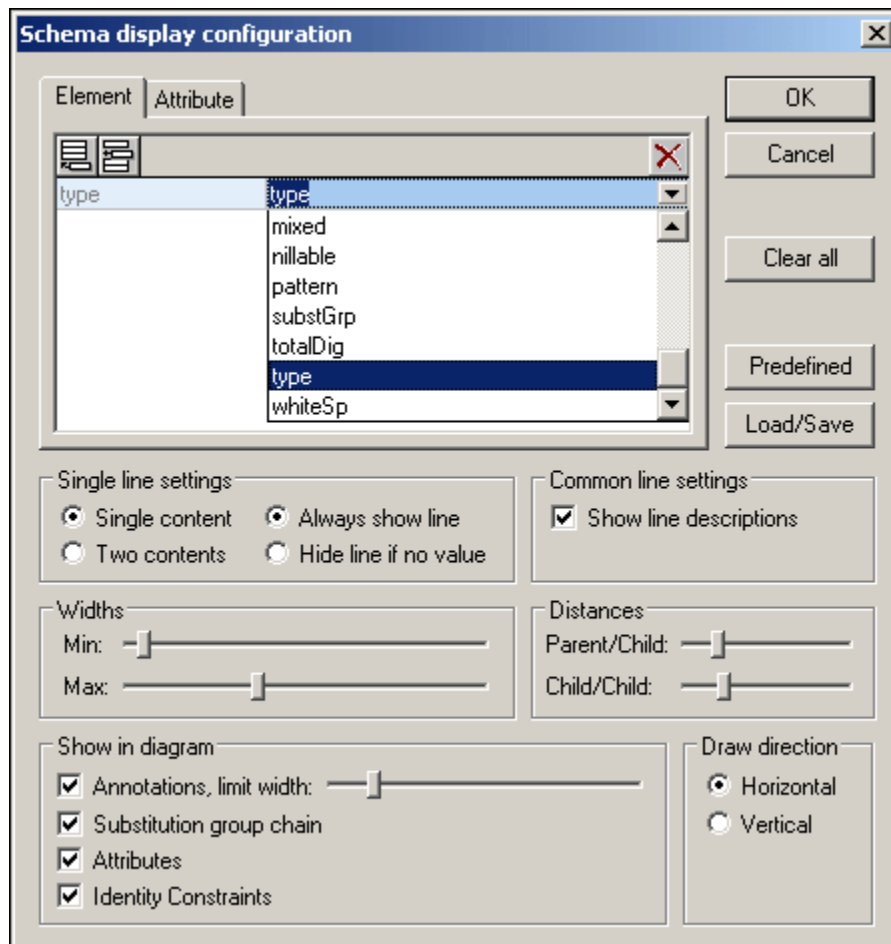 Schema display configuration
Element Attribute
OK
Cancel
type type
mixed
nillable
Clear all
pattern
substGrp
totalDig
type
Predefined
whiteSp
Load/Save
Single line settings
Single content Always show line
Two contents Hide line if no value
Common line settings
Show line descriptions
Widths
Min:
Max:
Distances
Parent/Child:
Child/Child:
Show in diagram
Annotations, limit width:
Substitution group chain
Attributes
Identity Constraints
Draw direction
Horizontal
Vertical